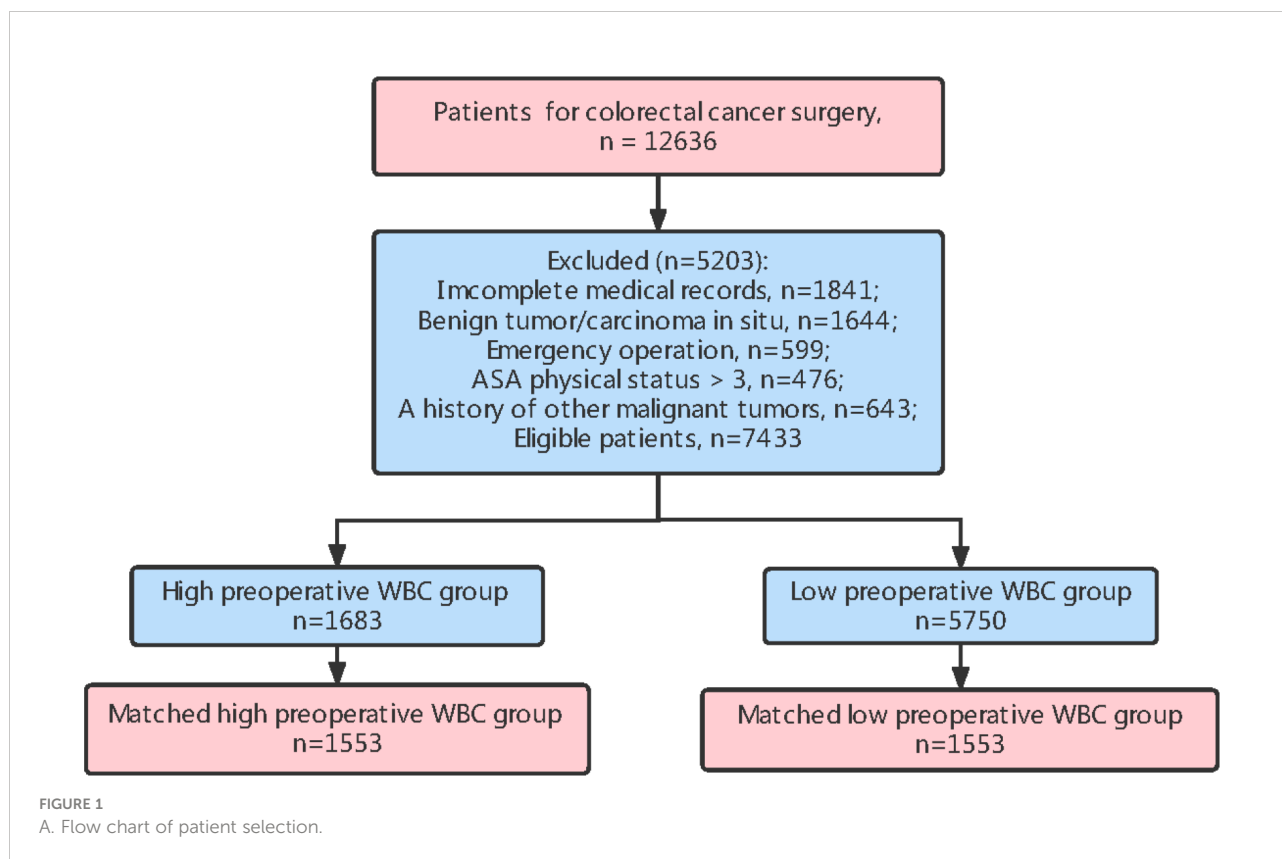 Patients for colorectal cancer surgery,
n = 12636
Excluded (n=5203):
Imcomplete medical records, n=1841;
Benign tumor/carcinoma in situ, n=1644;
Emergency operation, n=599;
ASA physical status > 3, n=476;
A history of other malignant tumors, n=643;
Eligible patients, n=7433
High preoperative WBC group
n=1683
Low preoperative WBC group
n=5750
Matched high preoperative WBC group
n=1553
Matched low preoperative WBC group
n=1553
FIGURE 1
A. Flow chart of patient selection.